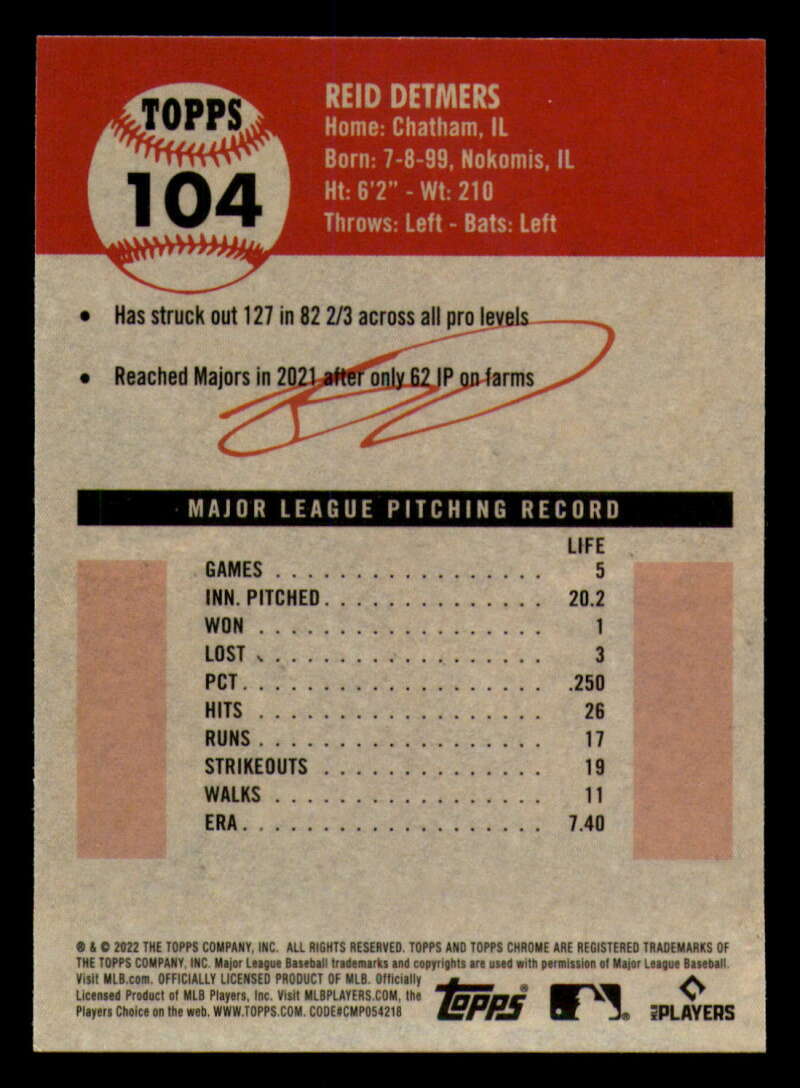 TOPPS
104
REID DETMERS
Home: Chatham, IL
Born: 7-8-99, Nokomis, IL
Ht: 6'2" - Wt: 210
Throws: Left - Bats: Left
• Has struck out 127 in 82 2/3 across all pro levels
• Reached Majors in 2021 after only 62 IP on farms
MAJOR LEAGUE PITCHING RECORD
LIFE
GAMES . . . . . . . . . . . . . . . . . 5
INN. PITCHED. . . . . . . . . . . . . . 20.2
WON . . . . . . . . . . . . . . . . . . 1
LOST . . . . . . . . . . . . . . . . . . 3
PCT. . . . . . . . . . . . . . . . . . . .250
HITS . . . . . . . . . . . . . . . . . . 26
RUNS . . . . . . . . . . . . . . . . . . 17
STRIKEOUTS . . . . . . . . . . . . . . 19
WALKS . . . . . . . . . . . . . . . . . 11
ERA. . . . . . . . . . . . . . . . . . . 7.40
® & © 2022 THE TOPPS COMPANY, INC. ALL RIGHTS RESERVED. TOPPS AND TOPPS CHROME ARE REGISTERED TRADEMARKS OF
THE TOPPS COMPANY, INC. Major League Baseball trademarks and copyrights are used with permission of Major League Baseball.
Visit MLB.com. OFFICIALLY LICENSED PRODUCT OF MLB. Officially
Licensed Product of MLB Players, Inc. Visit MLBPLAYERS.COM, the
Players Choice on the web. WWW.TOPPS.COM. CODE#CMP054218
TOPPS® ® MLB PLAYERS